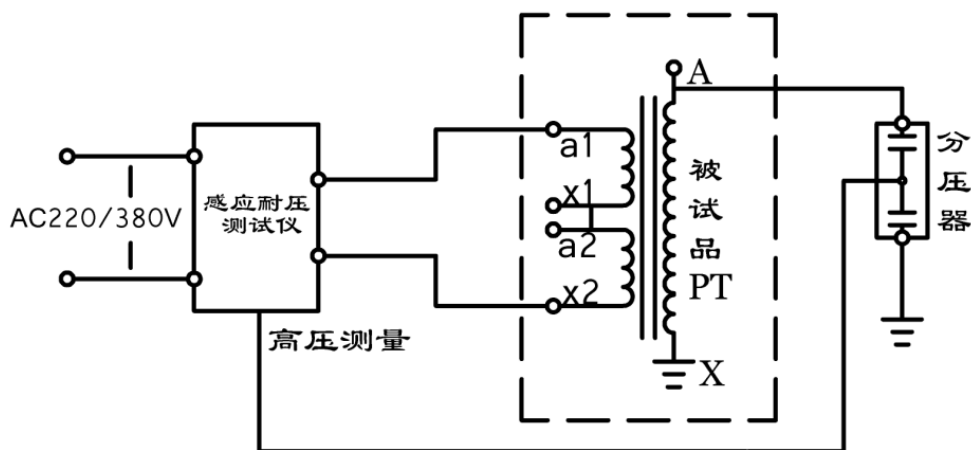 AC220/380V
感应耐压
测试仪
高压测量
a1
x1
a2
x2
A
被试品
PT
X
分压器